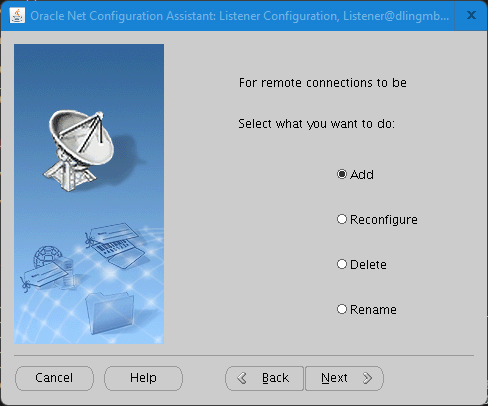 Oracle Net Configuration Assistant: Listener Configuration, Listener@dlingmb...
For remote connections to be
Select what you want to do:
Add
Reconfigure
Delete
Rename
Cancel
Help
Back
Next